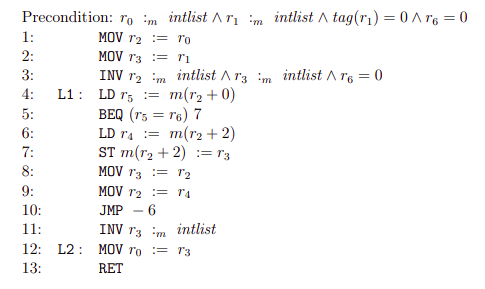 Precondition: r₀ :ₘ intlist ∧ r₁ :ₘ intlist ∧ tag(r₁) = 0 ∧ r₆ = 0
1: MOV r₂ := r₀
2: MOV r₃ := r₁
3: INV r₂ :ₘ intlist ∧ r₃ :ₘ intlist ∧ r₆ = 0
4: L1 : LD r₅ := m(r₂ + 0)
5: BEQ (r₅ = r₆) 7
6: LD r₄ := m(r₂ + 2)
7: ST m(r₂ + 2) := r₃
8: MOV r₃ := r₂
9: MOV r₂ := r₄
10: JMP − 6
11: INV r₃ :ₘ intlist
12: L2 : MOV r₀ := r₃
13: RET